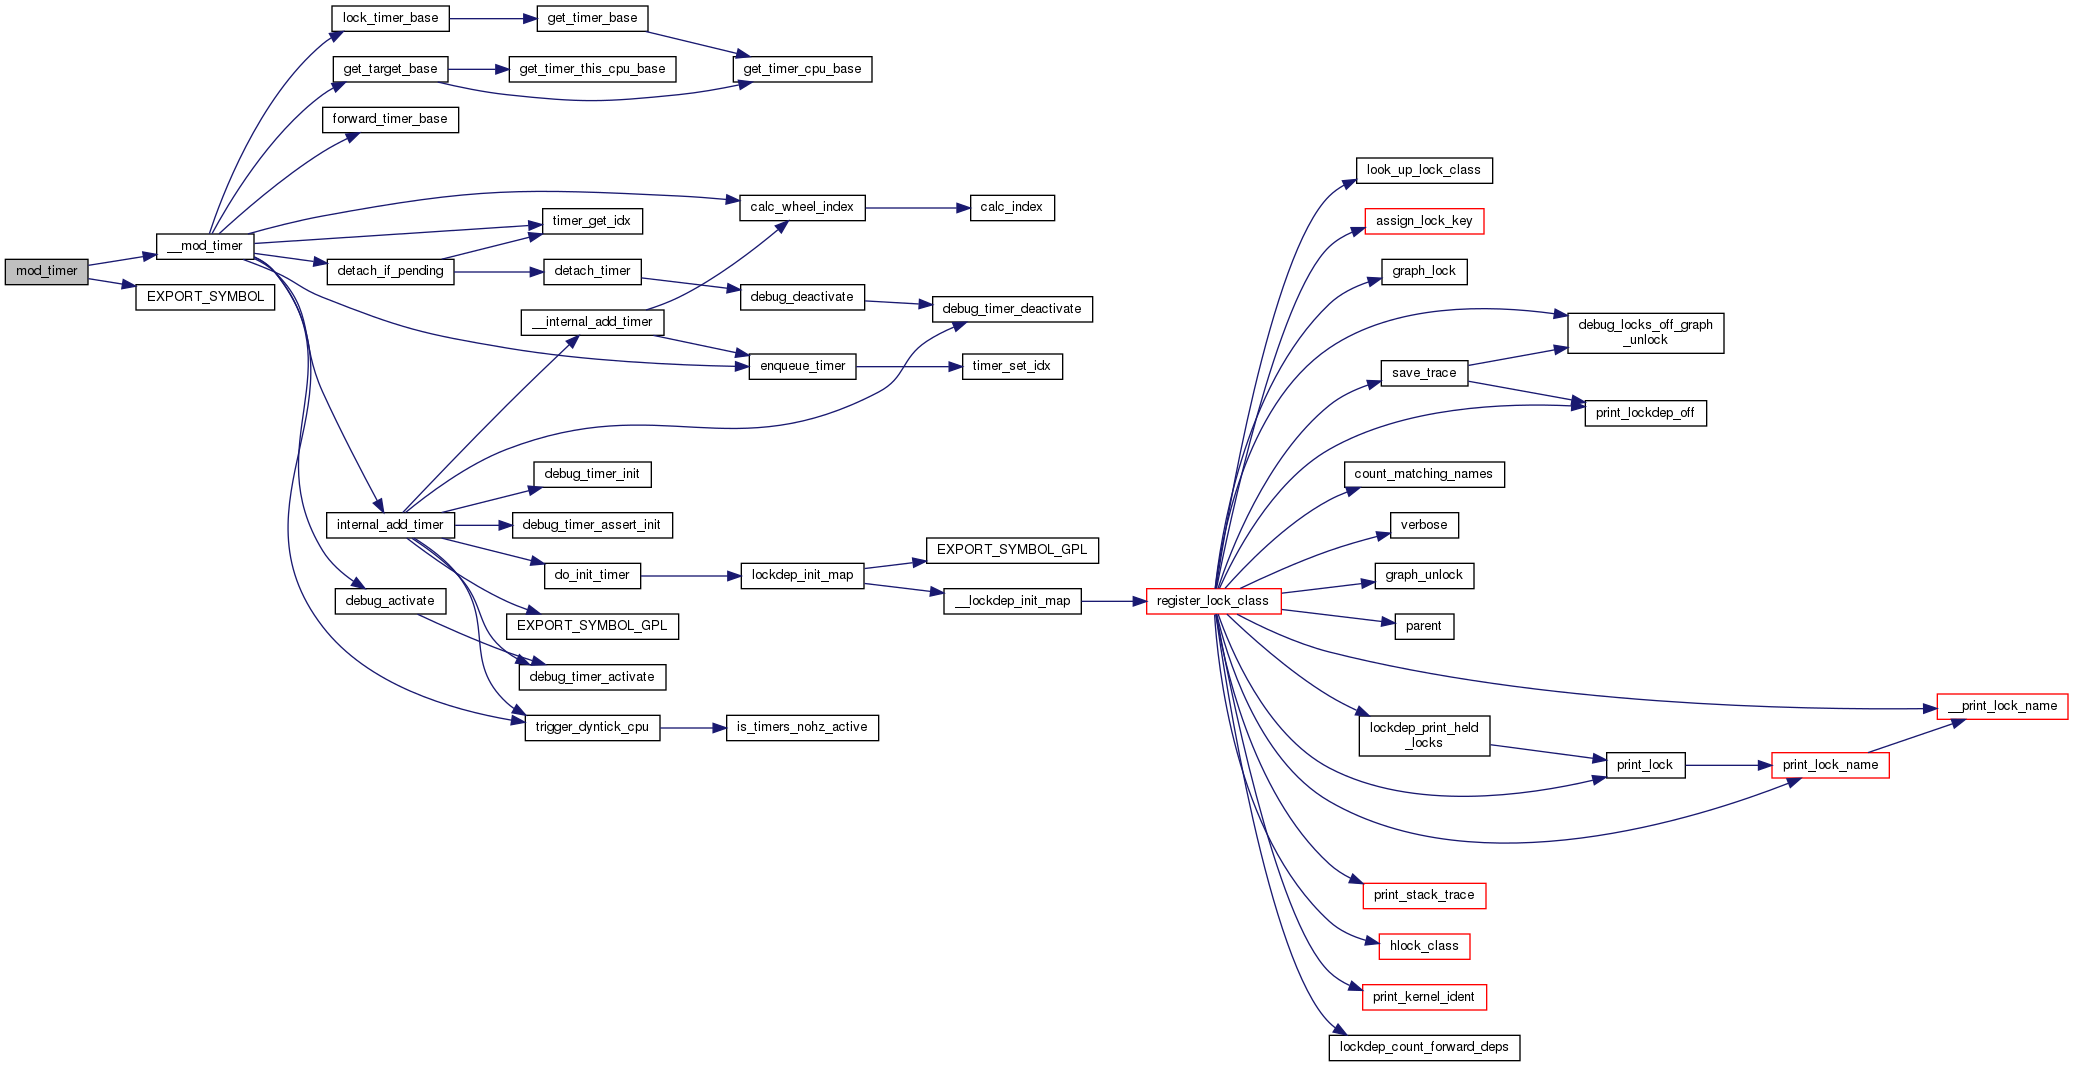 mod_timer
__mod_timer
EXPORT_SYMBOL
lock_timer_base
get_target_base
forward_timer_base
detach_if_pending
internal_add_timer
debug_activate
get_timer_base
get_timer_this_cpu_base
timer_get_idx
detach_timer
__internal_add_timer
debug_timer_init
debug_timer_assert_init
do_init_timer
EXPORT_SYMBOL_GPL
debug_timer_activate
trigger_dyntick_cpu
get_timer_cpu_base
calc_wheel_index
debug_deactivate
enqueue_timer
lockdep_init_map
is_timers_nohz_active
calc_index
debug_timer_deactivate
timer_set_idx
EXPORT_SYMBOL_GPL
__lockdep_init_map
register_lock_class
look_up_lock_class
assign_lock_key
graph_lock
save_trace
count_matching_names
verbose
graph_unlock
parent
lockdep_print_held
_locks
print_stack_trace
hlock_class
print_kernel_ident
lockdep_count_forward_deps
debug_locks_off_graph
_unlock
print_lockdep_off
print_lock
print_lock_name
__print_lock_name